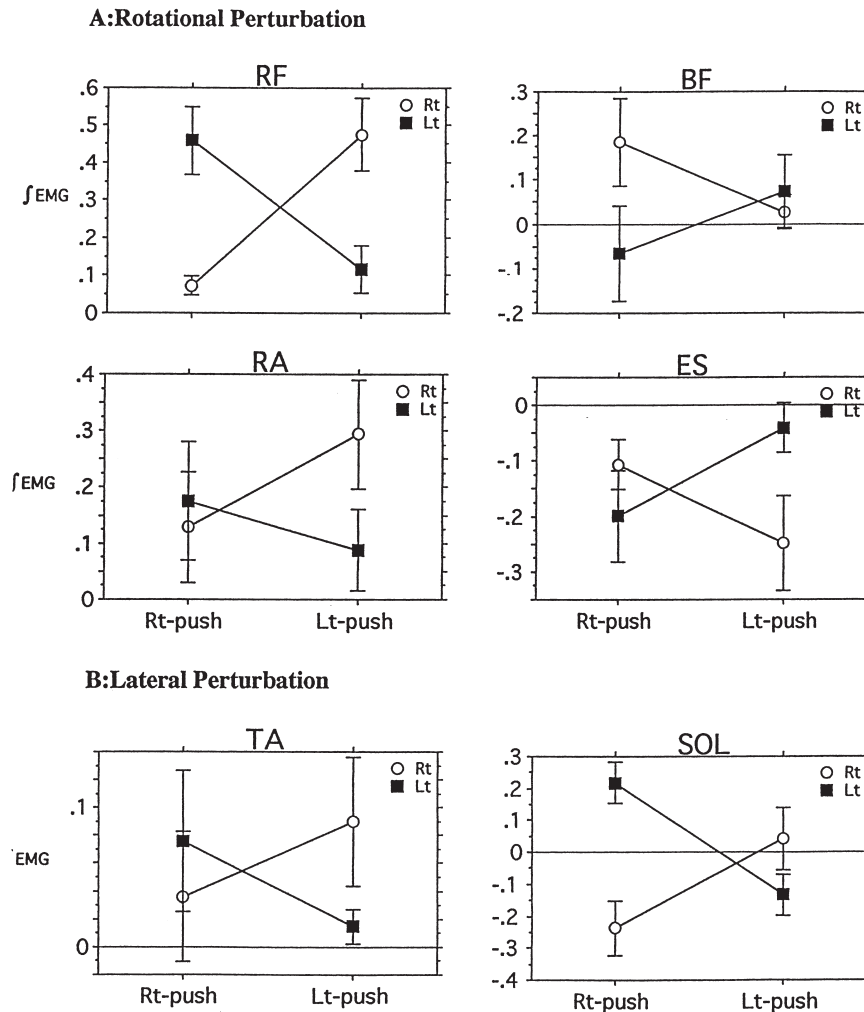 A:Rotational Perturbation
RF
.6
.5
.4
∫EMG
.3
.2
.1
0
Rt
Lt
BF
.3
.2
0.1
0
-.1
-.2
Rt
Lt
RA
.4
.3
∫EMG
.2
.1
0
Rt
Lt
Rt-push
Lt-push
ES
0
-.1
-.2
-.3
Rt
Lt
Rt-push
Lt-push
B:Lateral Perturbation
TA
.1
EMG
0
Rt
Lt
Rt-push
Lt-push
SOL
0.3
.2
.1
0
-.1
-.2
-.3
-.4
Rt
Lt
Rt-push
Lt-push